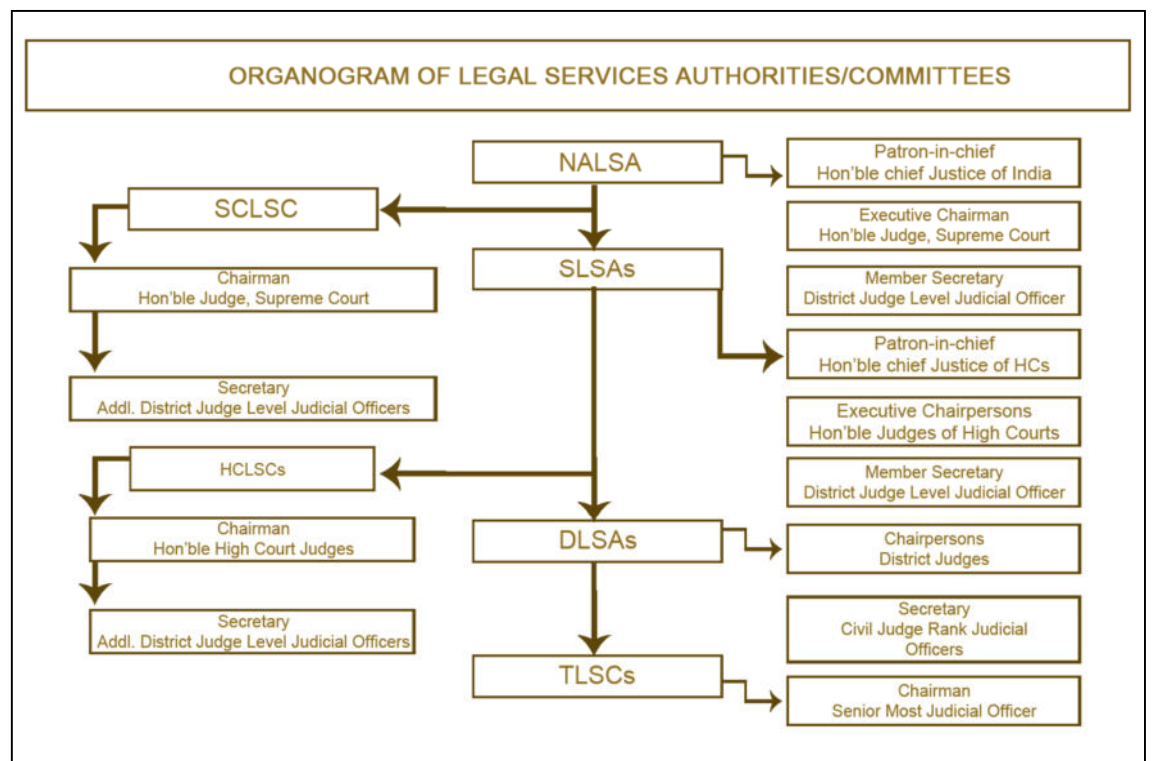 ORGANOGRAM OF LEGAL SERVICES AUTHORITIES/COMMITTEES
NALSA
Patron-in-chief
Hon'ble chief Justice of India
SCLSC
Executive Chairman
Hon'ble Judge, Supreme Court
SLSAs
Chairman
Hon'ble Judge, Supreme Court
Member Secretary
District Judge Level Judicial Officer
Patron-in-chief
Hon'ble chief Justice of HCs
Secretary
Addl. District Judge Level Judicial Officers
Executive Chairpersons
Hon'ble Judges of High Courts
HCLSCs
Member Secretary
District Judge Level Judicial Officer
Chairman
Hon'ble High Court Judges
DLSAs
Chairpersons
District Judges
Secretary
Addl. District Judge Level Judicial Officers
Secretary
Civil Judge Rank Judicial
Officers
TLSCs
Chairman
Senior Most Judicial Officer